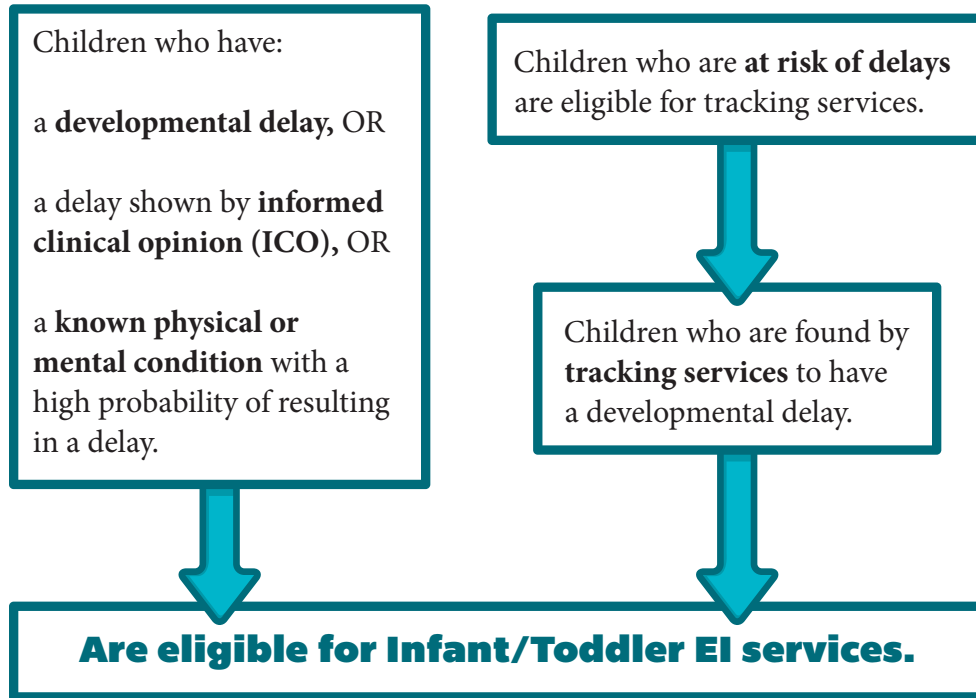 Children who have:
a developmental delay, OR
a delay shown by informed
clinical opinion (ICO), OR
a known physical or
mental condition with a
high probability of resulting
in a delay.
Children who are at risk of delays
are eligible for tracking services.
Children who are found by
tracking services to have
a developmental delay.
Are eligible for Infant/Toddler EI services.